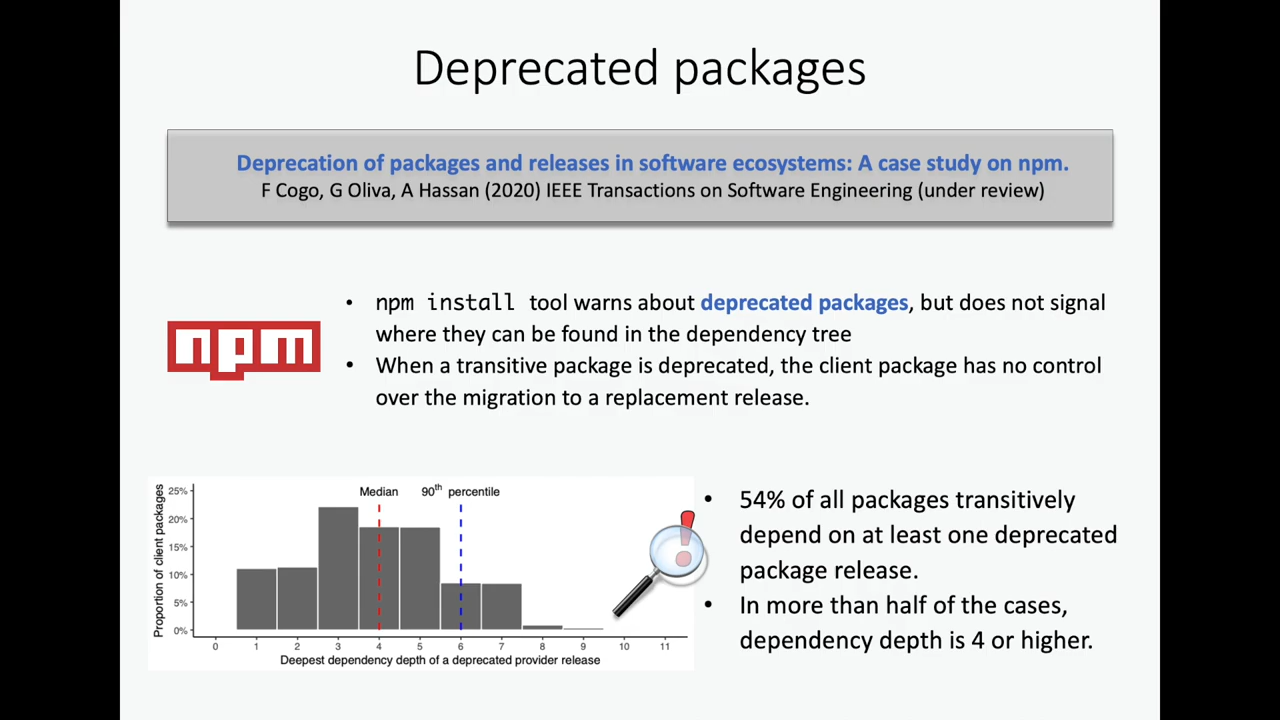 Deprecated packages
Deprecation of packages and releases in software ecosystems: A case study on npm.
F Cogo, G Oliva, A Hassan (2020) IEEE Transactions on Software Engineering (under review)
npm
• npm install tool warns about deprecated packages, but does not signal
where they can be found in the dependency tree
• When a transitive package is deprecated, the client package has no control
over the migration to a replacement release.
Proportion of client packages
25%
20%
15%
10%
5%
0%
Median
90th percentile
0 1 2 3 4 5 6 7 8 9 10 11
Deepest dependency depth of a deprecated provider release
• 54% of all packages transitively
depend on at least one deprecated
package release.
• In more than half of the cases,
dependency depth is 4 or higher.